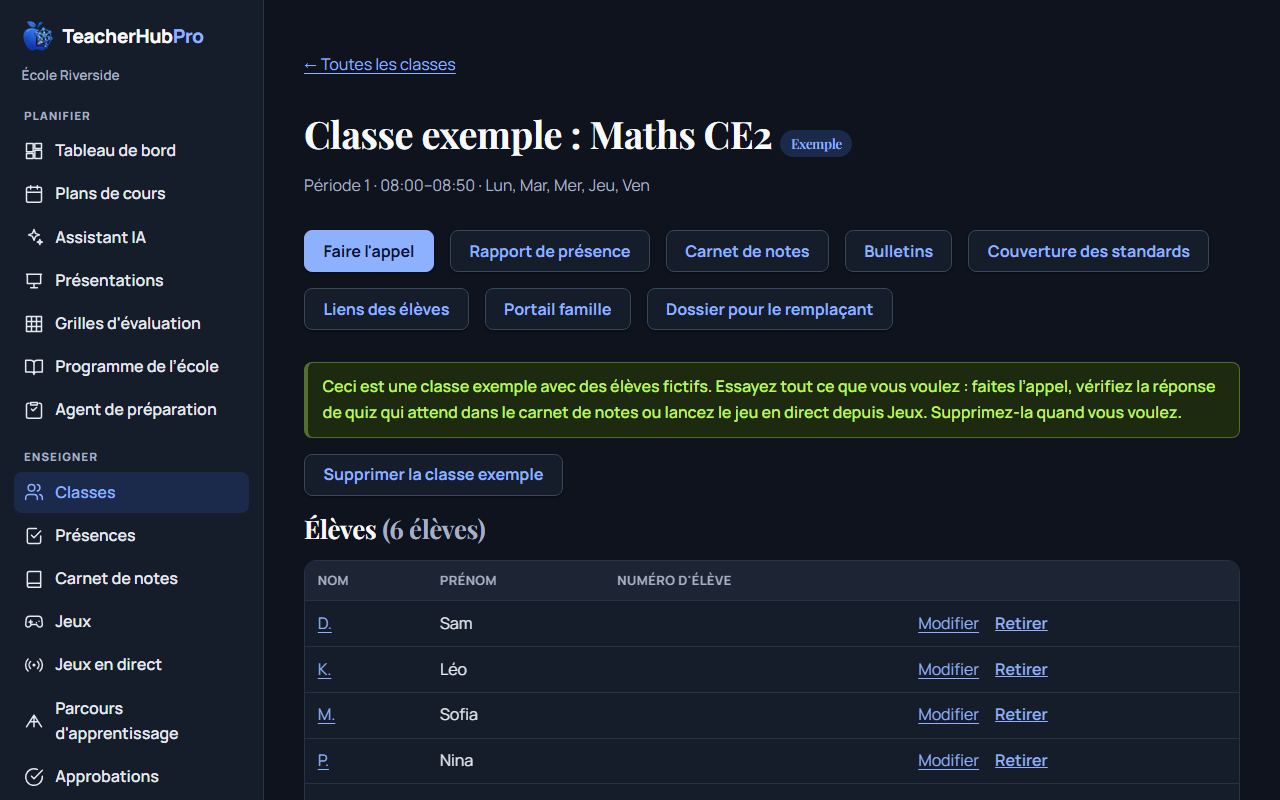 TeacherHubPro
École Riverside
PLANIFIER
Tableau de bord
Plans de cours
Assistant IA
Présentations
Grilles d'évaluation
Programme de l'école
Agent de préparation
ENSEIGNER
Classes
Présences
Carnet de notes
Jeux
Jeux en direct
Parcours
d'apprentissage
Approbations
← Toutes les classes
Classe exemple : Maths CE2 Exemple
Période 1 · 08:00–08:50 · Lun, Mar, Mer, Jeu, Ven
Faire l'appel Rapport de présence Carnet de notes Bulletins Couverture des standards
Liens des élèves Portail famille Dossier pour le remplaçant
Ceci est une classe exemple avec des élèves fictifs. Essayez tout ce que vous voulez : faites l'appel, vérifiez la réponse
de quiz qui attend dans le carnet de notes ou lancez le jeu en direct depuis Jeux. Supprimez-la quand vous voulez.
Supprimer la classe exemple
Élèves (6 élèves)
NOM PRÉNOM NUMÉRO D'ÉLÈVE
D. Sam Modifier Retirer
K. Léo Modifier Retirer
M. Sofia Modifier Retirer
P. Nina Modifier Retirer